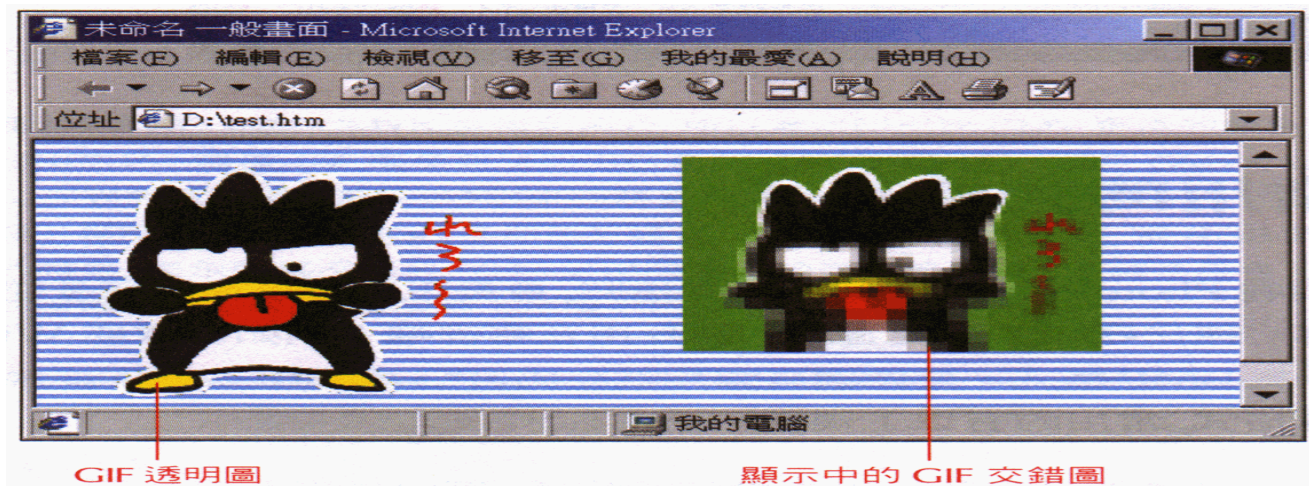 未命名 一般畫面 - Microsoft Internet Explorer
檔案(F) 編輯(E) 檢視(V) 移至(G) 我的最愛(A) 說明(H)
位址 D:\test.htm
れろ~
我的電腦
GIF 透明圖
顯示中的 GIF 交錯圖